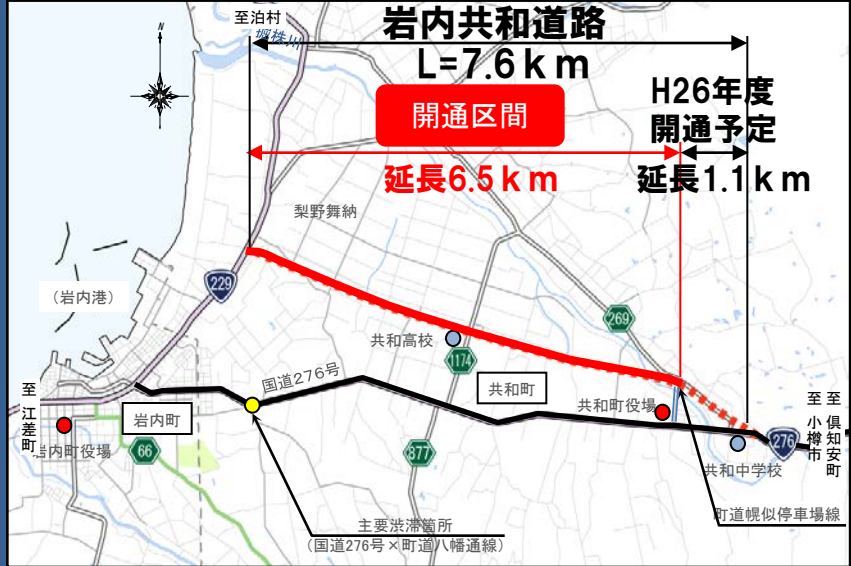 至泊村
岩内共和道路
堀株川
L=7.6km
N
H26年度
開通予定
開通区間
延長6.5km
延長1.1km
梨野舞納
229
(岩内港)
269
共和高校
1174
国道276号
共和町
共和町役場
至 江差町
岩内町
至 小樽市
至 倶知安町
276
岩内町役場
66
877
共和中学校
町道幌似停車場線
主要渋滞箇所
(国道276号×町道八幡通線)